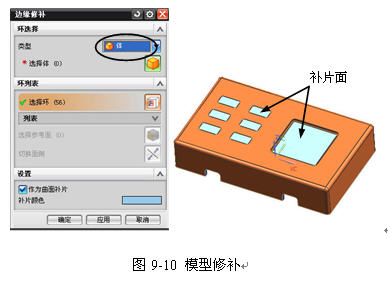 边缘修补
环选择
类型
体
* 选择体 (0)
环列表
选择环 (56)
列表
选择参考面 (0)
切换面侧
设置
作为曲面补片
补片颜色
确定
应用
取消
补片面
图 9-10 模型修补